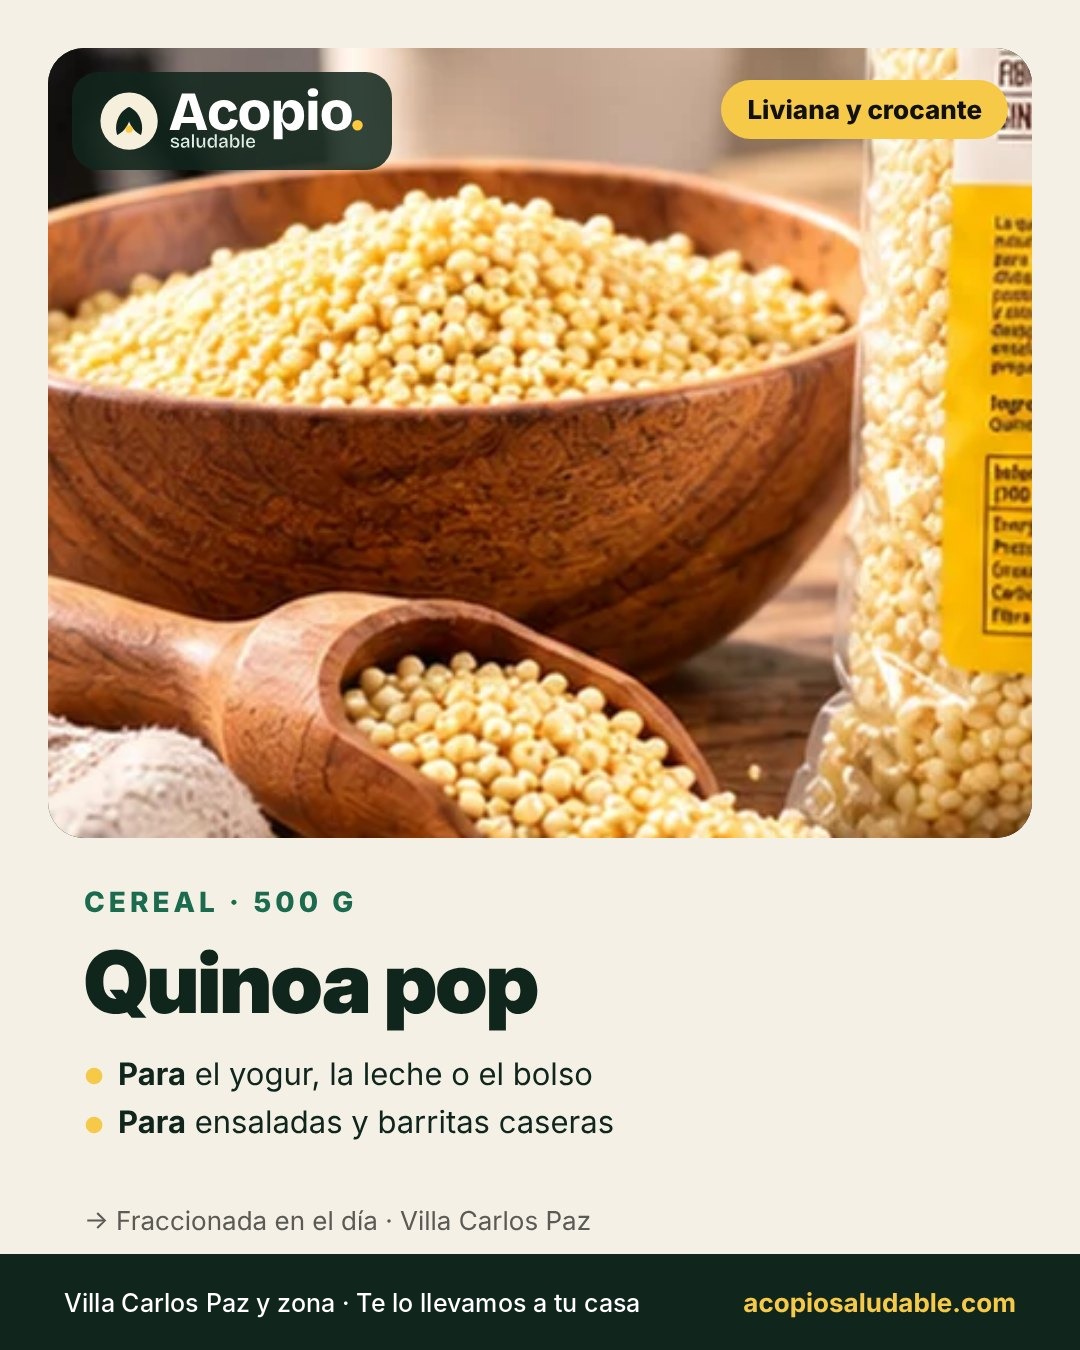 Acopio.
saludable
Liviana y crocante
CEREAL · 500 G
Quinoa pop
Para el yogur, la leche o el bolso
Para ensaladas y barritas caseras
→ Fraccionada en el día · Villa Carlos Paz
Villa Carlos Paz y zona · Te lo llevamos a tu casa
acopiosaludable.com